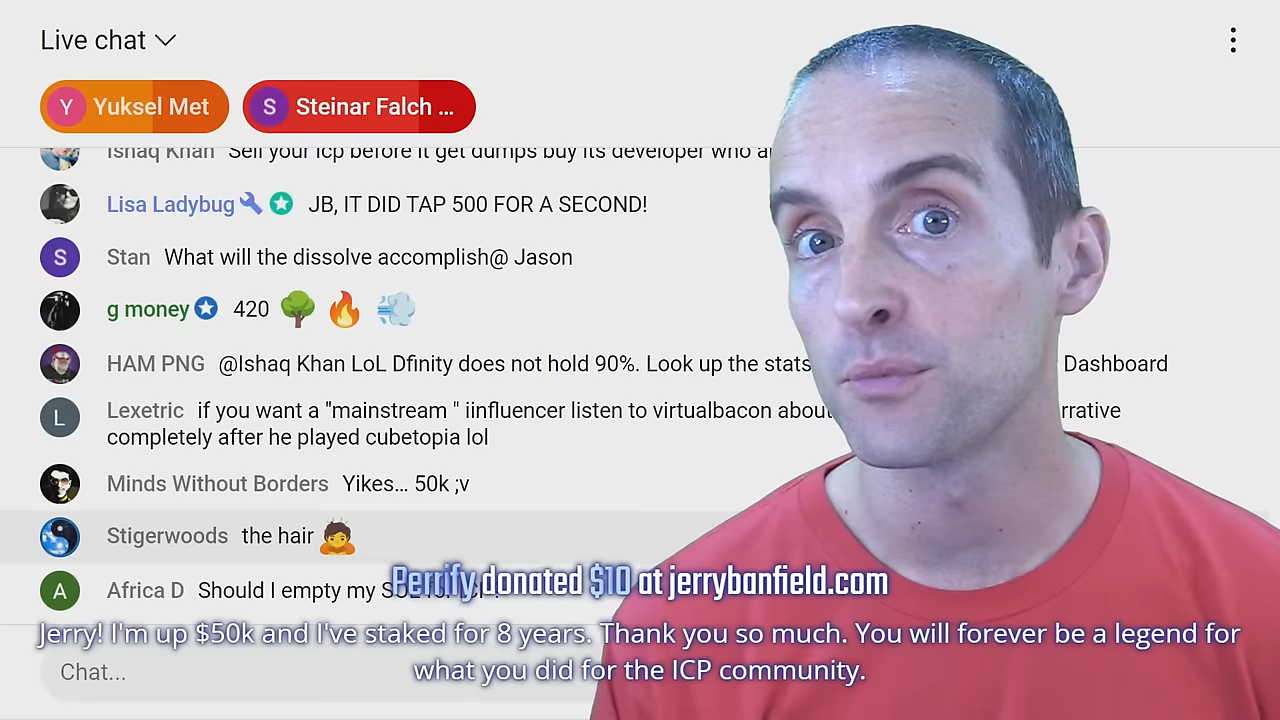 Live chat
Yuksel Met
Steinar Falch ...
Ishaq Khan Sell your icp before it get dumps buy its developer who
Lisa Ladybug JB, IT DID TAP 500 FOR A SECOND!
Stan What will the dissolve accomplish@ Jason
g money 420
HAM PNG @Ishaq Khan LoL Dfinity does not hold 90%. Look up the stats Dashboard
Lexetric if you want a "mainstream " iinfluencer listen to virtualbacon
completely after he played cubetopia lol
Minds Without Borders Yikes... 50k ;v
Stigerwoods the hair
Africa D Should I empty my
Perrify donated $10 at jerrybanfield.com
Jerry! I'm up $50k and I've staked for 8 years. Thank you so much. You will forever be a legend for
what you did for the ICP community.
Chat...